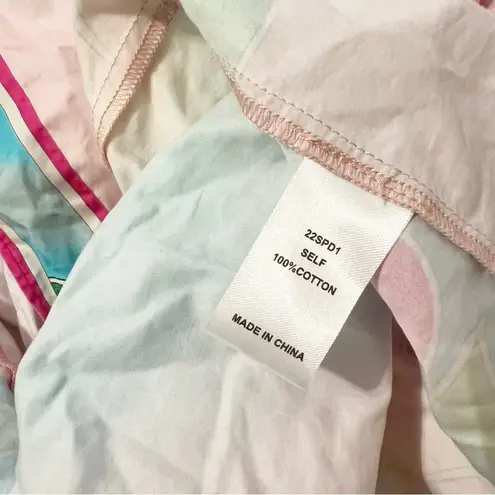 22SPD1
SELF
100%COTTON
MADE IN CHINA